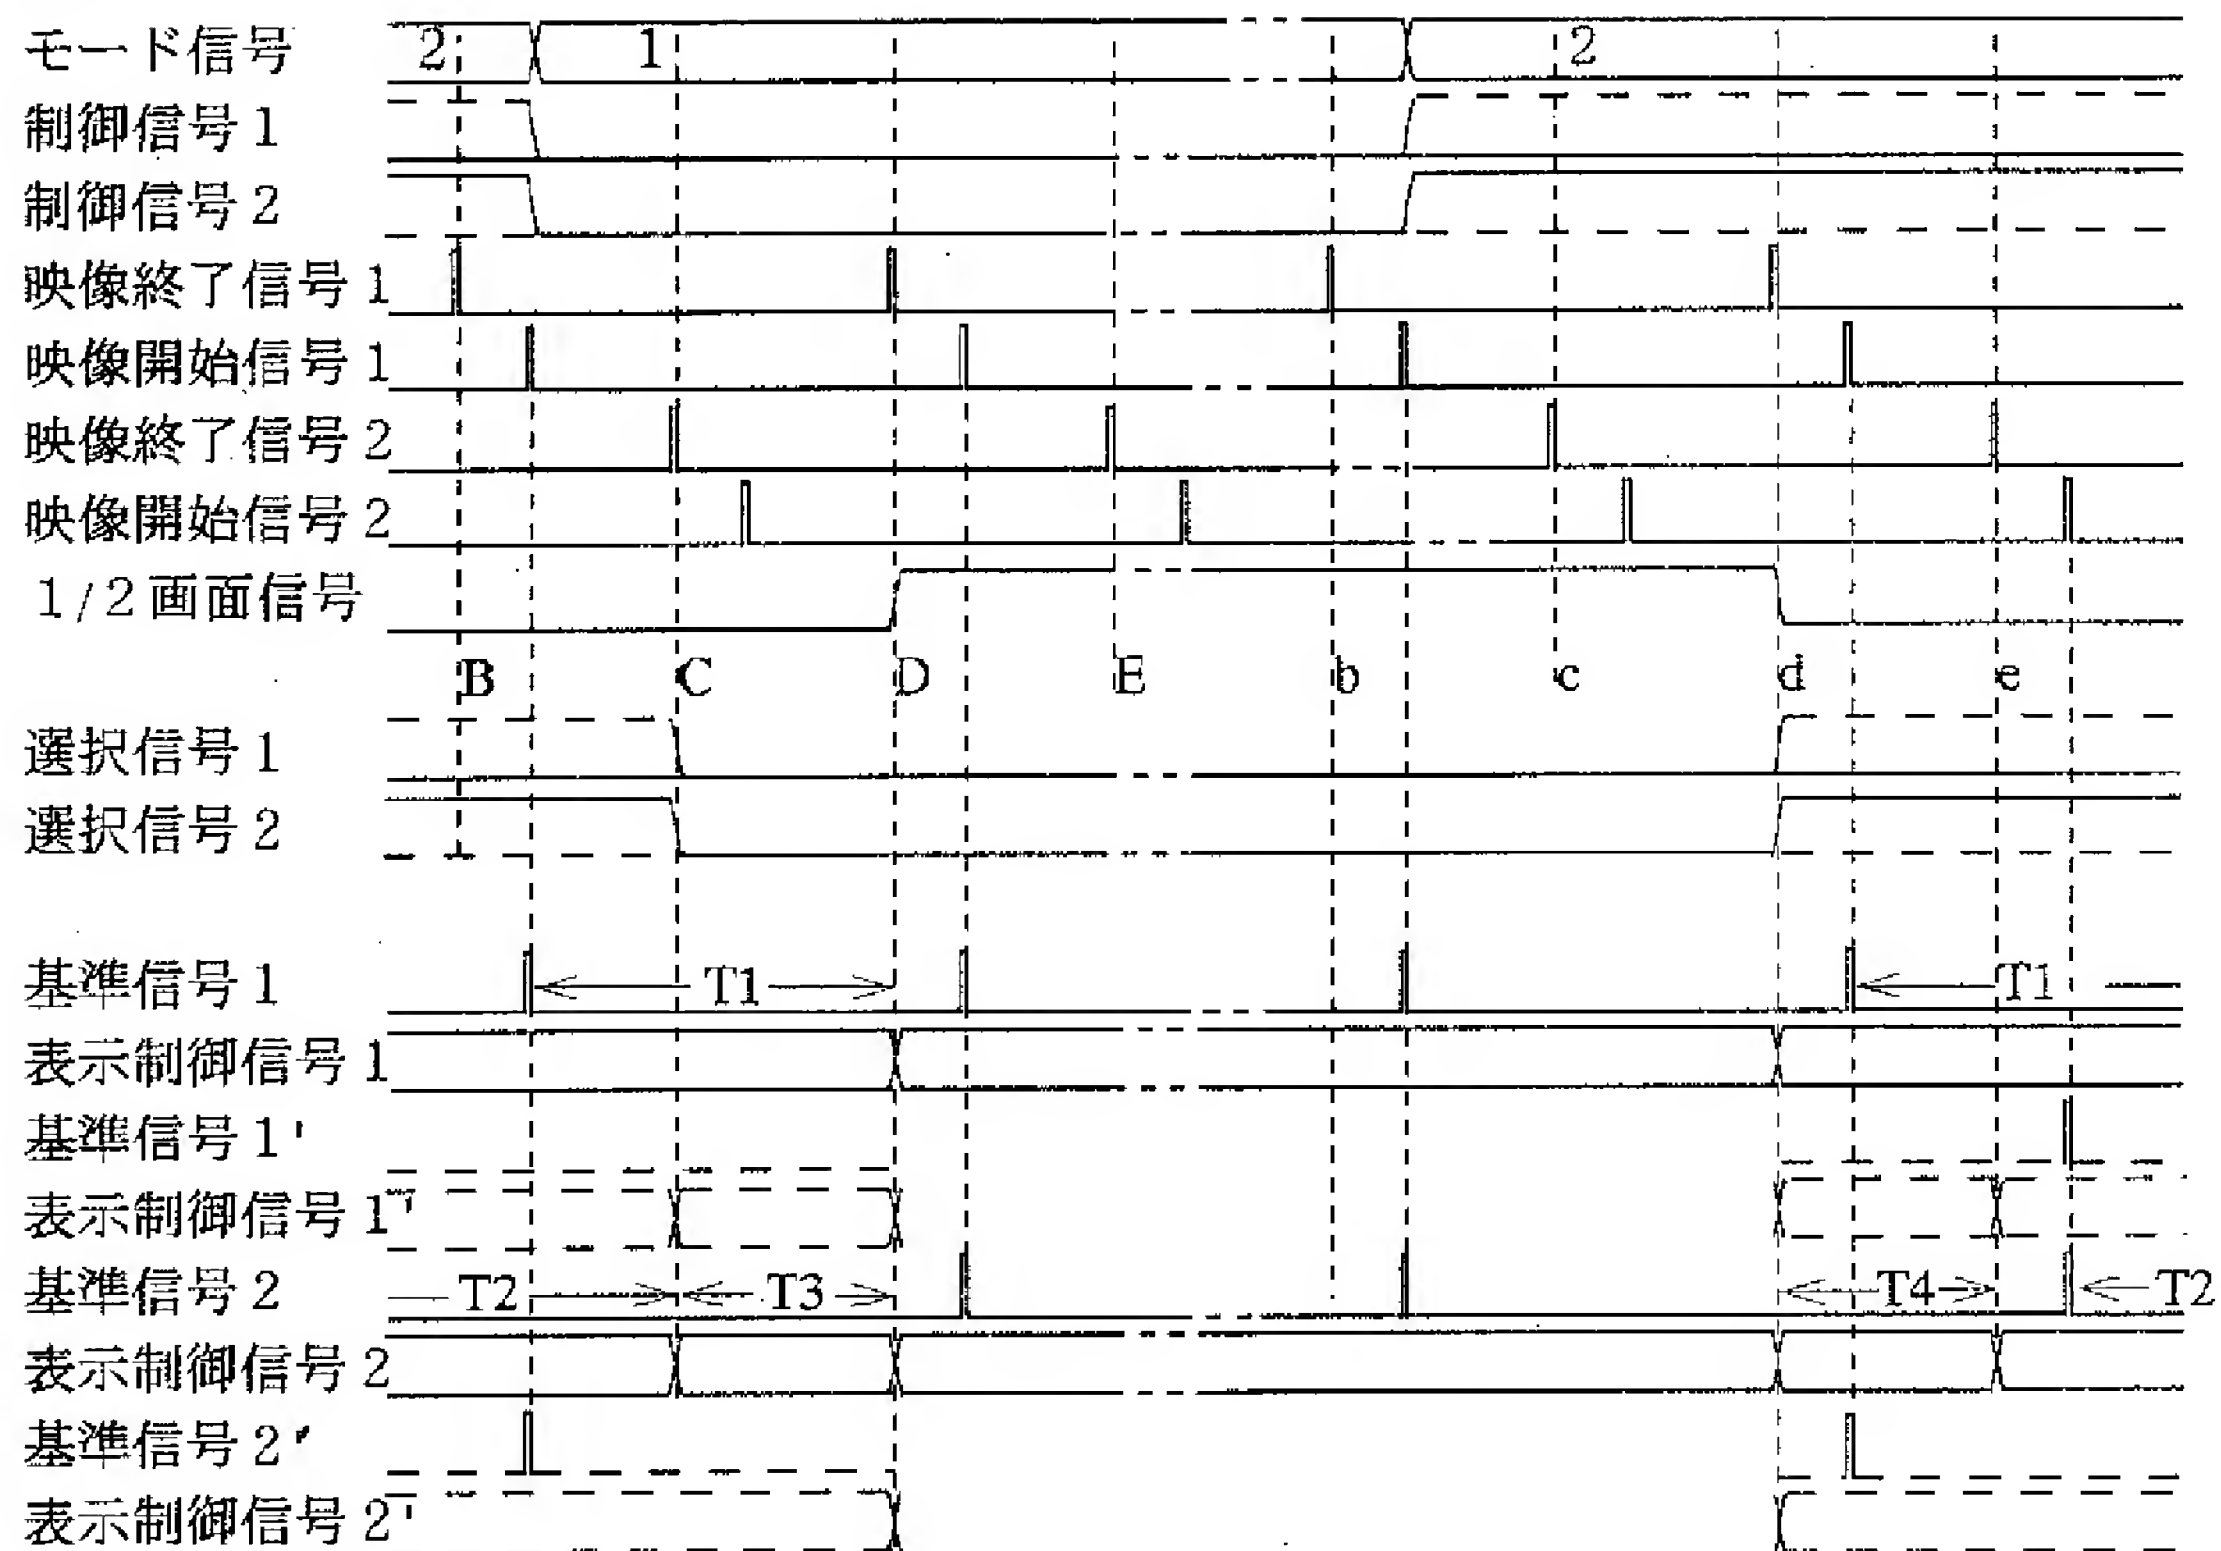 モード信号 2 1 2
制御信号1
制御信号2
映像終了信号1
映像開始信号1
映像終了信号2
映像開始信号2
1/2画面信号
B C D E b c d e
選択信号1
選択信号2
基準信号1 T1 T1
表示制御信号1
基準信号1'
表示制御信号1'
基準信号2 T2 T3 T4 T2
表示制御信号2
基準信号2'
表示制御信号2'